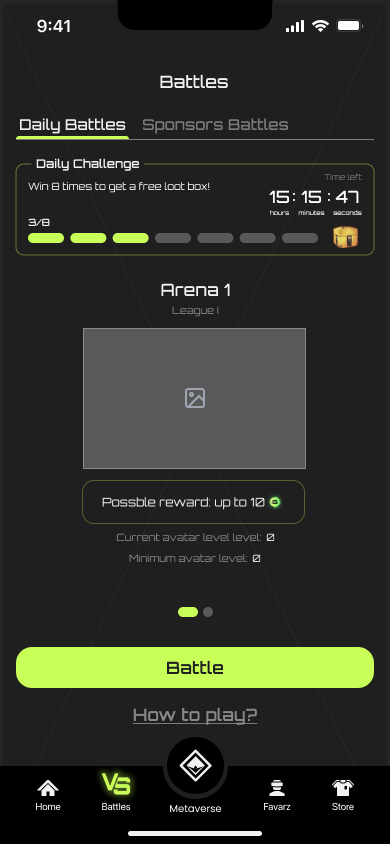 9:41
Battles
Daily Battles
Sponsors Battles
Daily Challenge
Time left
Win 8 times to get a free loot box!
15 : 15 : 47
hours minutes seconds
3/8
Arena 1
League I
Possble reward: up to 10
Current avatar level level: 0
Minimum avatar level: 0
Battle
How to play?
Home
VS
Battles
Metaverse
Favarz
Store